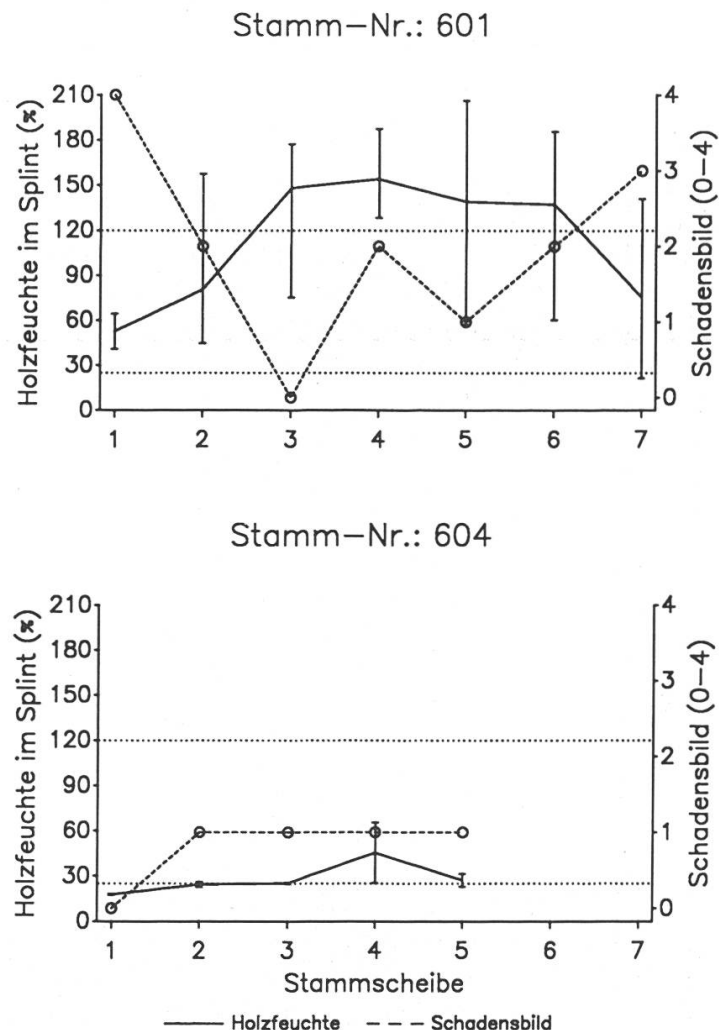 Stamm-Nr.: 601
Holzfeuchte im Splint (%)
210
180
150
120
90
60
30
0
1 2 3 4 5 6 7
4
3
2
1
0
Schadensbild (0-4)
Stamm-Nr.: 604
Holzfeuchte im Splint (%)
210
180
150
120
90
60
30
0
1 2 3 4 5 6 7
4
3
2
1
0
Schadensbild (0-4)
Stammscheibe
Holzfeuchte Schadensbild